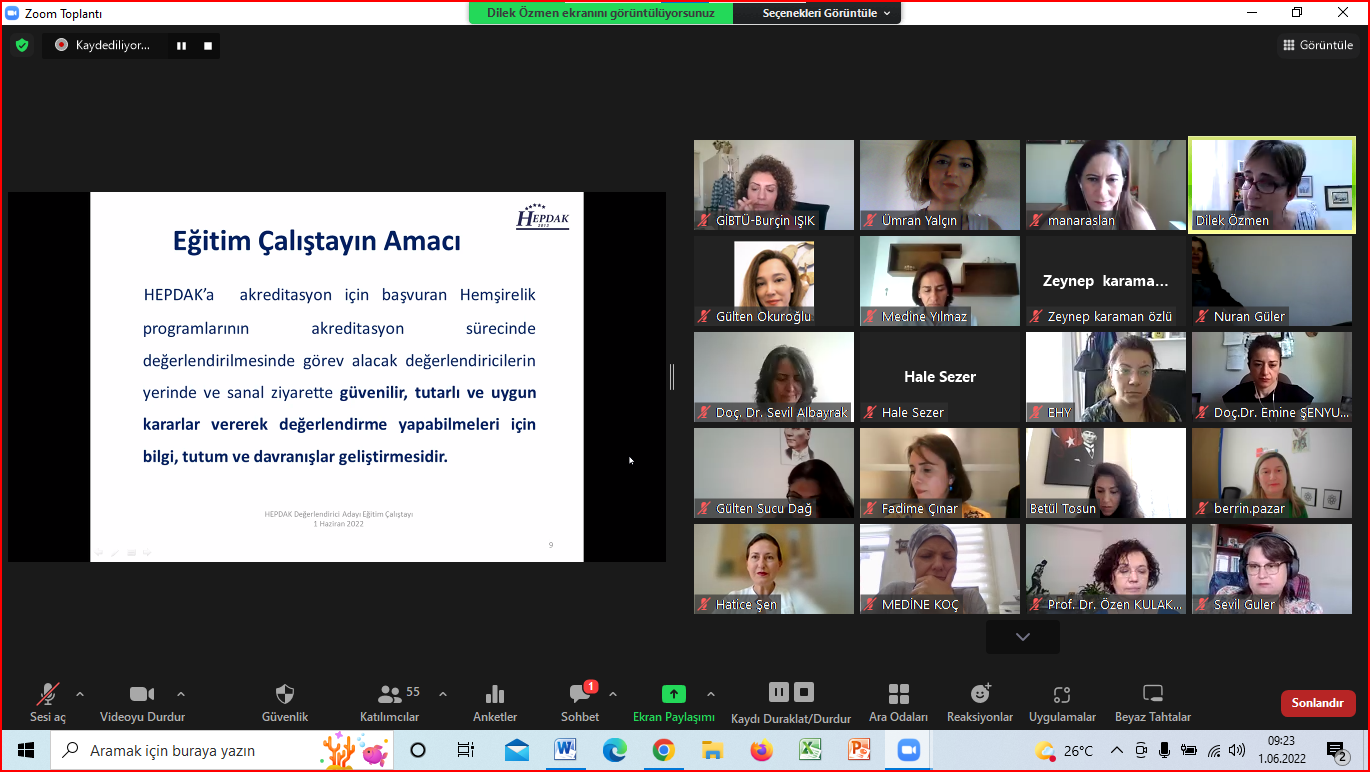 Zoom Toplantı
Dilek Özmen ekranını görüntülüyorsunuz
Seçenekleri Görüntüle
Kaydediliyor...
Görüntüle
HEPDAK
2013
Eğitim Çalıştayın Amacı
HEPDAK’a akreditasyon için başvuran Hemşirelik
programlarının akreditasyon sürecinde
değerlendirilmesinde görev alacak değerlendiricilerin
yerinde ve sanal ziyarette güvenilir, tutarlı ve uygun
kararlar vererek değerlendirme yapabilmeleri için
bilgi, tutum ve davranışlar geliştirmesidir.
HEPDAK Değerlendirici Adayı Eğitim Çalıştayı
1 Haziran 2022
9
GİBTÜ-Burçin IŞIK
Ümran Yalçın
manaraslan
Dilek Özmen
Gülten Okuroğlu
Medine Yılmaz
Zeynep karama...
Zeynep karaman özlü
Nuran Güler
Doç. Dr. Sevil Albayrak
Hale Sezer
Hale Sezer
EHY
Doç.Dr. Emine ŞENYU...
Gülten Sucu Dağ
Fadime Çınar
Betül Tosun
berrin.pazar
Hatice Şen
MEDİNE KOÇ
Prof. Dr. Özen KULAK...
Sevil Güler
Sesi aç
Videoyu Durdur
Güvenlik
55
Katılımcılar
Anketler
1
Sohbet
Ekran Paylaşımı
Kaydı Duraklat/Durdur
Ara Odaları
Reaksiyonlar
Uygulamalar
Beyaz Tahtalar
Sonlandır
Aramak için buraya yazın
26°C
09:23
1.06.2022
2